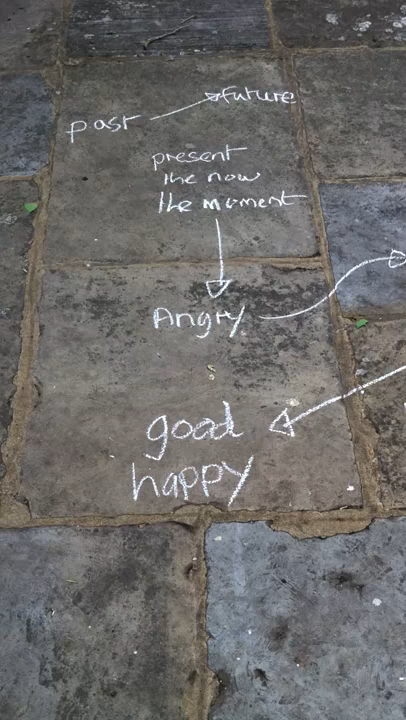 past future
present
the now
the moment
Angry
good
happy